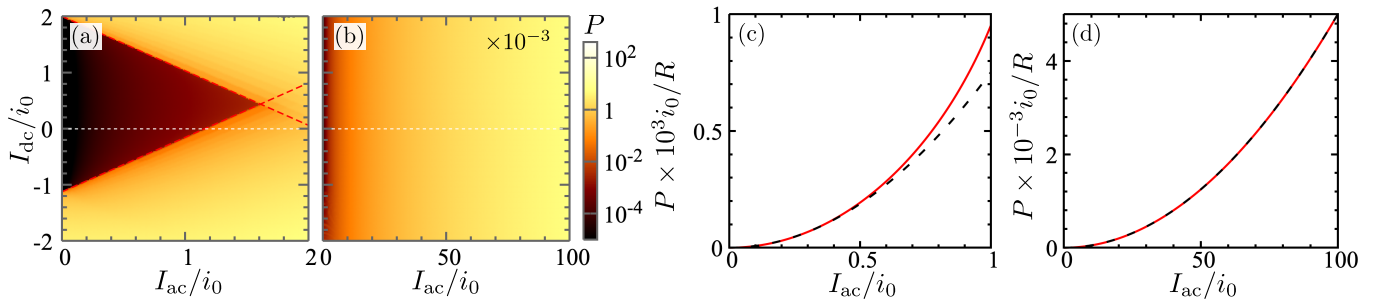 (a)
I_dc/i_0
2
1
0
-1
-2
0
1
2
I_ac/i_0
(b)
×10^{-3}
0
50
100
I_ac/i_0
P
10^2
1
10^{-2}
10^{-4}
(c)
P × 10^3 i_0/R
1
0.5
0
0
0.5
1
I_ac/i_0
(d)
P × 10^{-3} i_0/R
4
2
0
0
50
100
I_ac/i_0